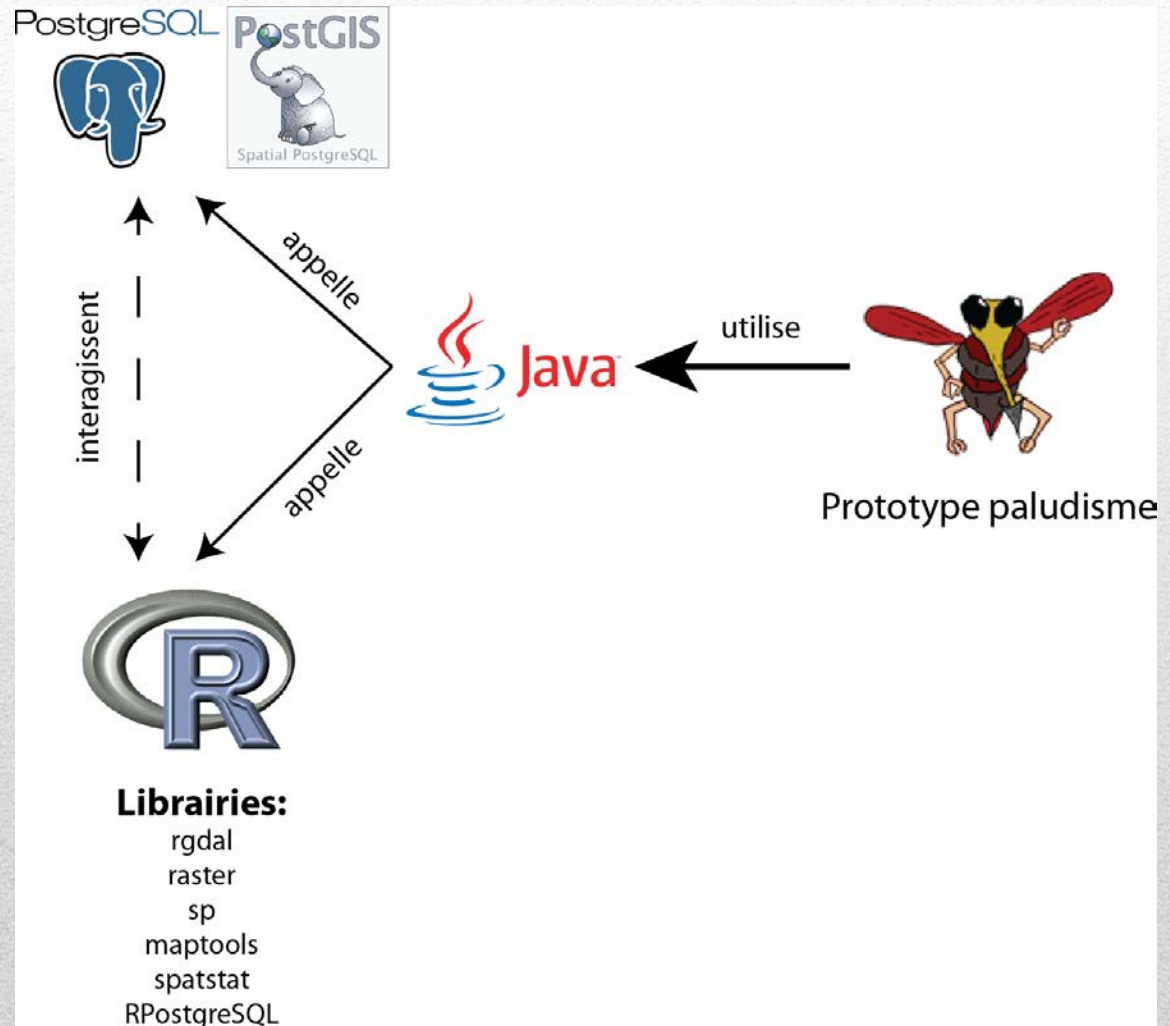 PostgreSQL
PostGIS
Spatial PostgreSQL
appelle
interagissent
utilise
Java
appelle
Prototype paludisme
R
Librairies:
rgdal
raster
sp
maptools
spatstat
RPostgreSQL